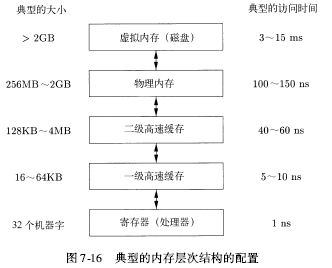 典型的大小 典型的访问时间
> 2GB 虚拟内存（磁盘） 3～15 ms
256MB～2GB 物理内存 100～150 ns
128KB～4MB 二级高速缓存 40～60 ns
16～64KB 一级高速缓存 5～10 ns
32 个机器字 寄存器（处理器） 1 ns
图 7-16 典型的内存层次结构的配置